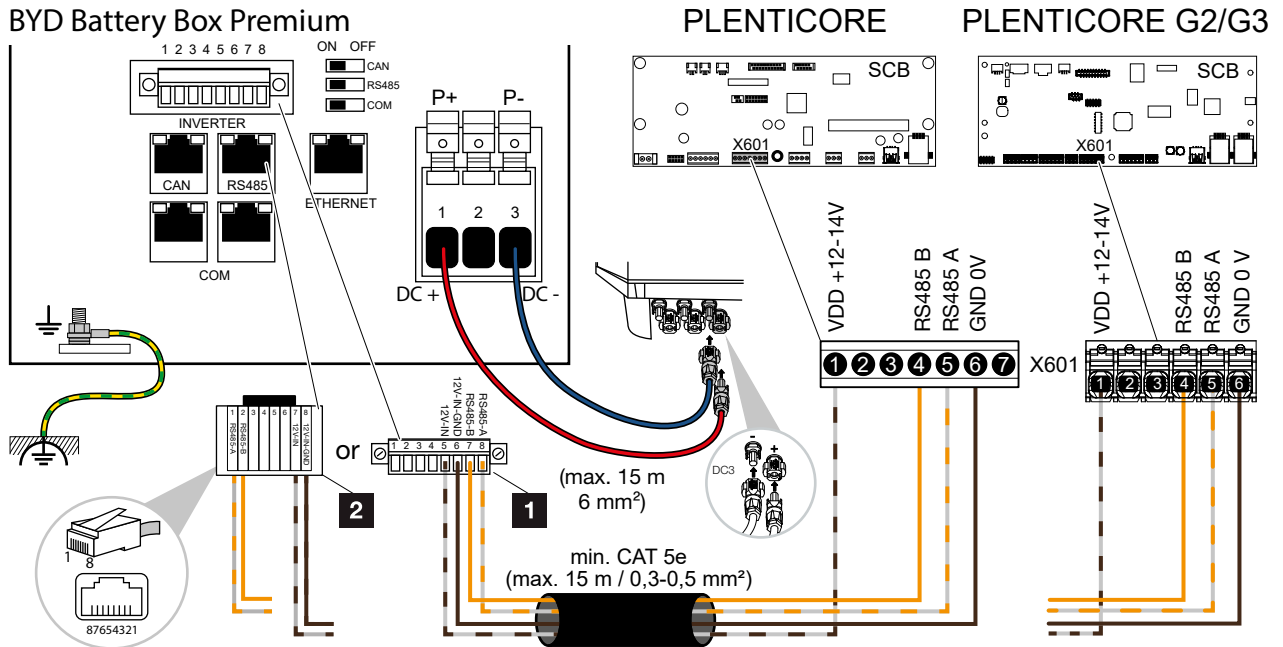 BYD Battery Box Premium
PLENTICORE
PLENTICORE G2/G3
1 2 3 4 5 6 7 8
ON OFF
CAN
RS485
COM
INVERTER
CAN
RS485
ETHERNET
COM
P+
P-
1
2
3
DC +
DC -
SCB
X601
SCB
X601
VDD +12-14V
RS485 B
RS485 A
GND 0V
VDD +12-14V
RS485 B
RS485 A
GND 0 V
1 2 3 4 5 6 7
X601
1 2 3 4 5 6
1 2 3 4 5 6 7 8
RS485-A
RS485-B
12V-IN
12V-IN-GND
2
or
12V-IN
12V-IN-GND
RS485-B
RS485-A
1 2 3 4 5 6 7 8
1
(max. 15 m
6 mm²)
DC3
-
+
1
8
87654321
min. CAT 5e
(max. 15 m / 0,3-0,5 mm²)